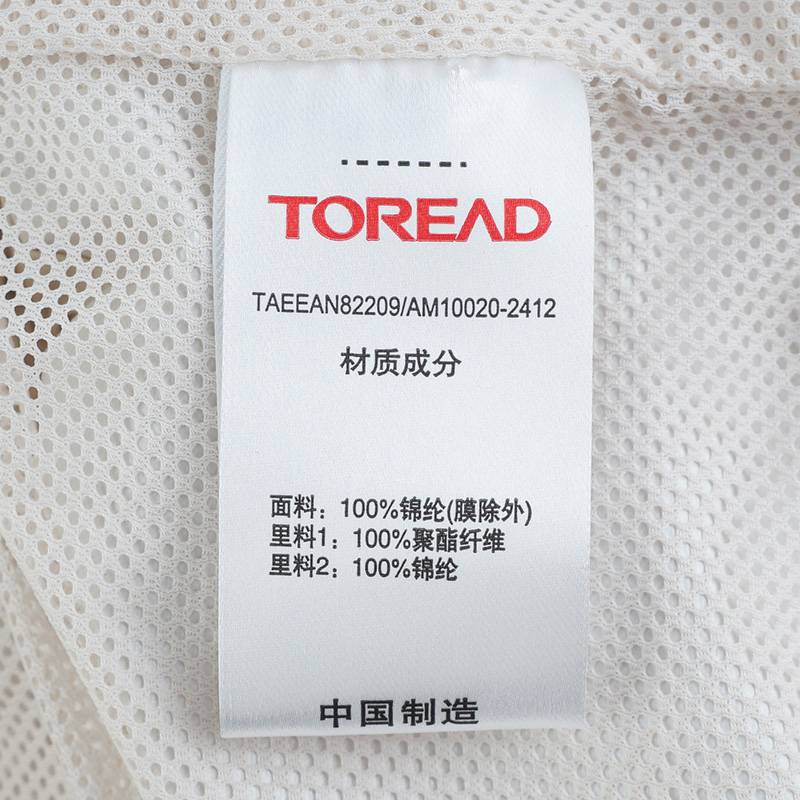 TOREAD
TAEEAN82209/AM10020-2412
材质成分
面料：100%锦纶(膜除外)
里料1：100%聚酯纤维
里料2：100%锦纶
中国制造